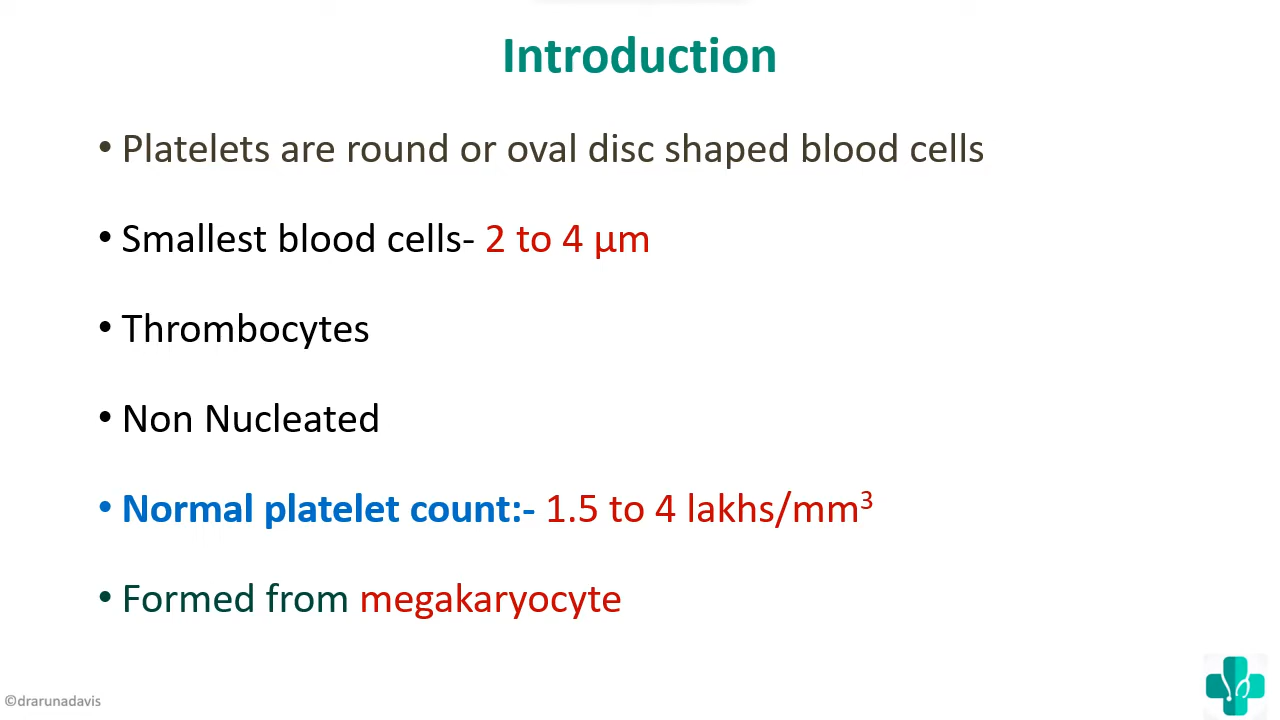 Introduction
• Platelets are round or oval disc shaped blood cells
• Smallest blood cells- 2 to 4 µm
• Thrombocytes
• Non Nucleated
• Normal platelet count:- 1.5 to 4 lakhs/mm³
• Formed from megakaryocyte
©drarunadavis